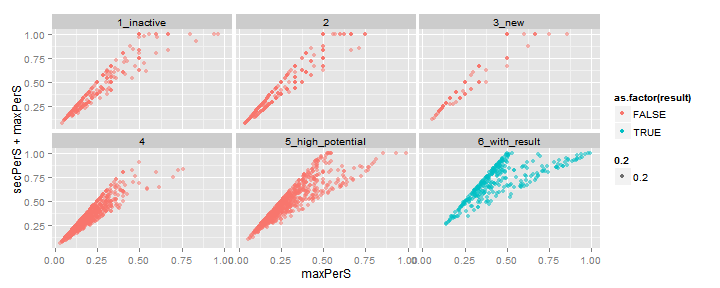 1_inactive 2 3_new
1.00
0.75
0.50
0.25
4 5_high_potential 6_with_result
1.00
0.75
0.50
0.25
0.00 0.25 0.50 0.75 1.00 0.00 0.25 0.50 0.75 1.00 0.00 0.25 0.50 0.75 1.00
maxPerS
secPerS + maxPerS
as.factor(result)
FALSE
TRUE
0.2
0.2